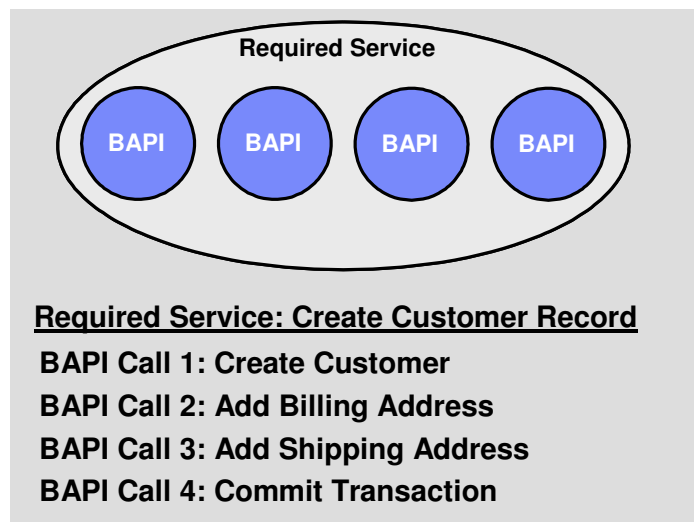 Required Service
BAPI BAPI BAPI BAPI
Required Service: Create Customer Record
BAPI Call 1: Create Customer
BAPI Call 2: Add Billing Address
BAPI Call 3: Add Shipping Address
BAPI Call 4: Commit Transaction